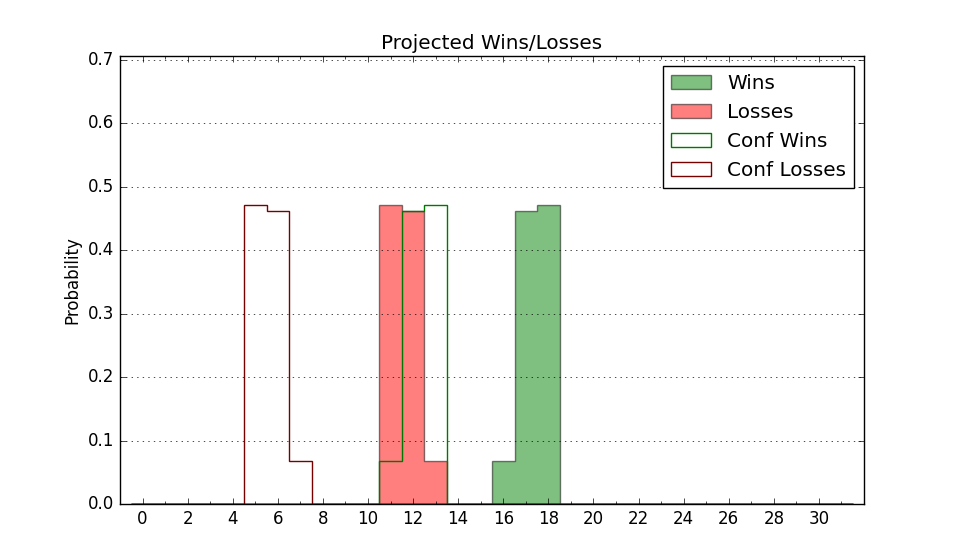 Projected Wins/Losses
0.7
0.6
0.5
0.4
0.3
0.2
0.1
0.0
Probability
Wins
Losses
Conf Wins
Conf Losses
0 2 4 6 8 10 12 14 16 18 20 22 24 26 28 30